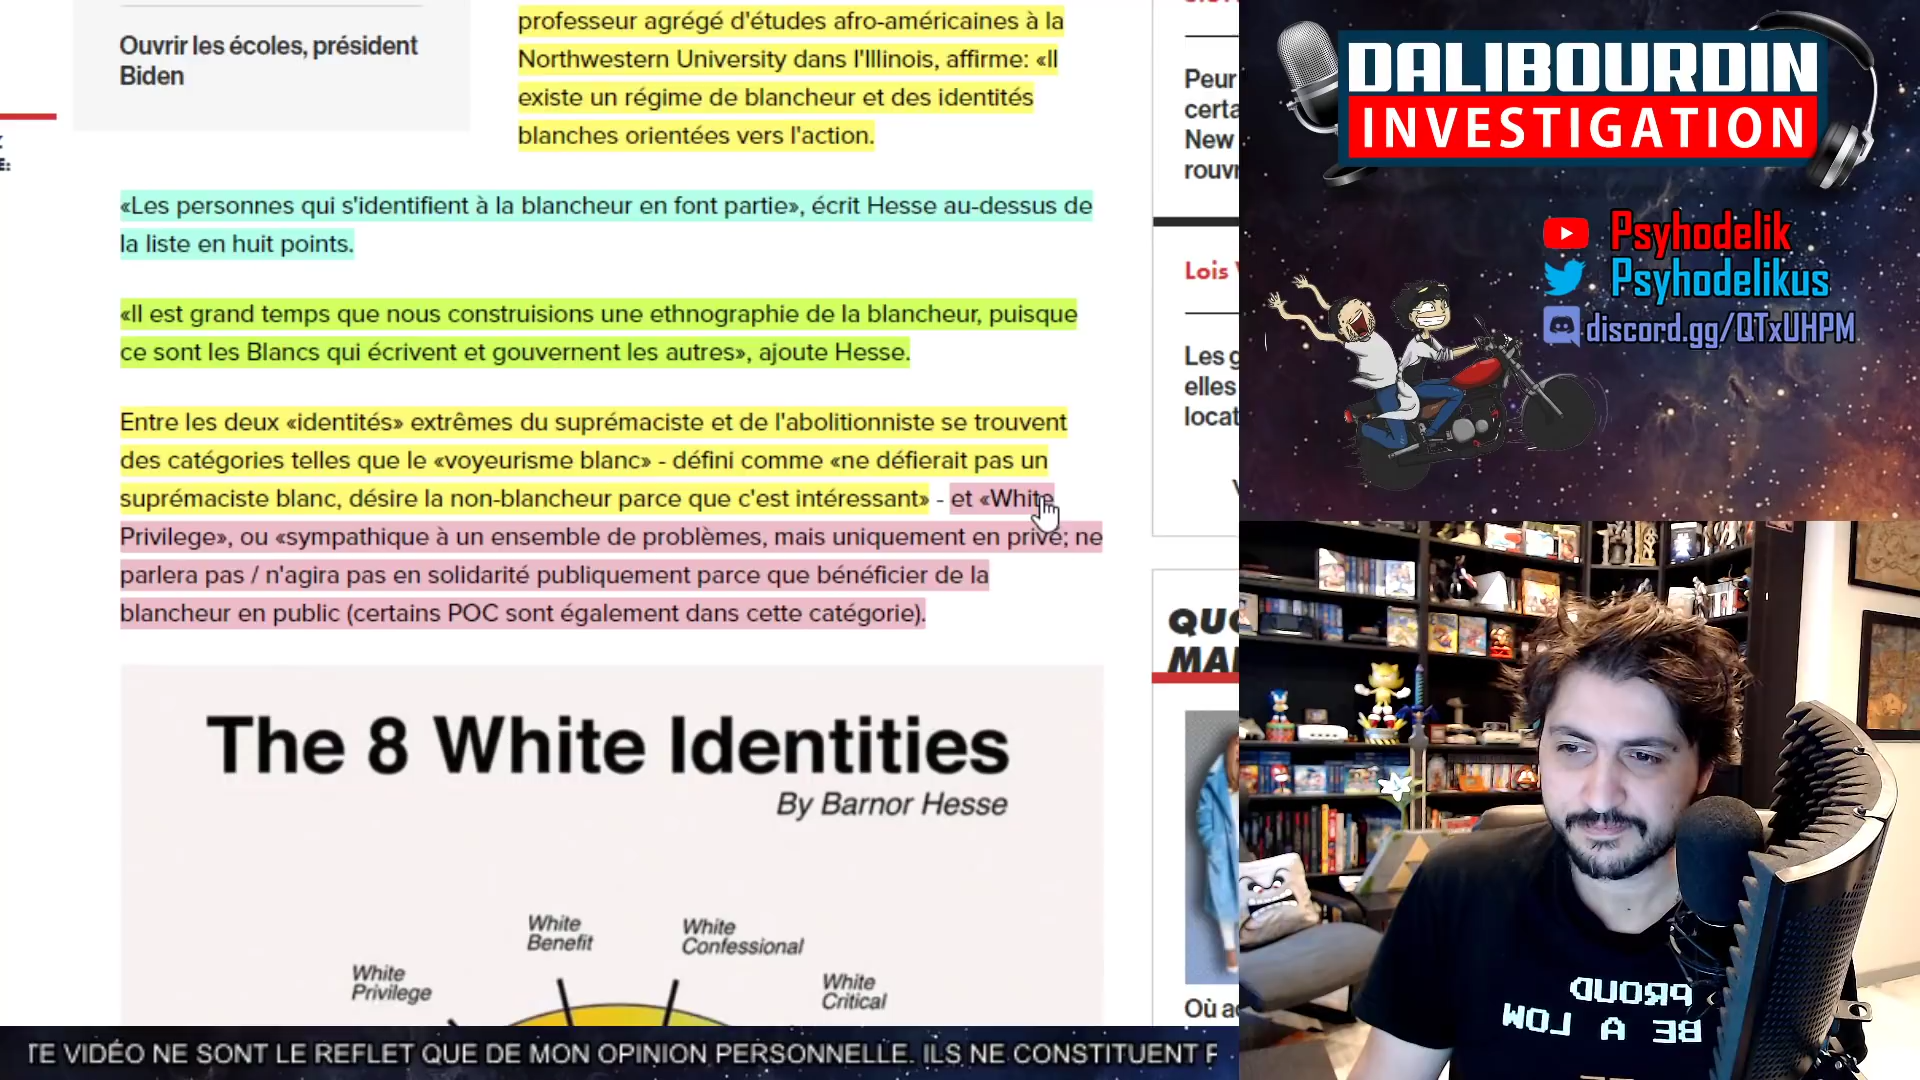 Ouvrir les écoles, président
Biden
professeur agrégé d'études afro-américaines à la
Northwestern University dans l'Illinois, affirme: «Il
existe un régime de blancheur et des identités
blanches orientées vers l'action.
«Les personnes qui s'identifient à la blancheur en font partie», écrit Hesse au-dessus de
la liste en huit points.
«Il est grand temps que nous construisions une ethnographie de la blancheur, puisque
ce sont les Blancs qui écrivent et gouvernent les autres», ajoute Hesse.
Entre les deux «identités» extrêmes du suprémaciste et de l'abolitionniste se trouvent
des catégories telles que le «voyeurisme blanc» - défini comme «ne défierait pas un
suprémaciste blanc, désire la non-blancheur parce que c'est intéressant» - et «White
Privilege», ou «sympathique à un ensemble de problèmes, mais uniquement en privé; ne
parlera pas / n'agira pas en solidarité publiquement parce que bénéficier de la
blancheur en public (certains POC sont également dans cette catégorie).
The 8 White Identities
By Barnor Hesse
White
Benefit
White
Confessional
White
Privilege
White
Critical
Peur
certa
New
rouvr
Lois
Les g
elles
locat
QUO
MAI
Où ac
DALIBOURDIN
INVESTIGATION
Psyhodelik
Psyhodelikus
discord.gg/QTxUHPM
PROUD
BE A LOW
TE VIDÉO NE SONT LE REFLET QUE DE MON OPINION PERSONNELLE. ILS NE CONSTITUENT P